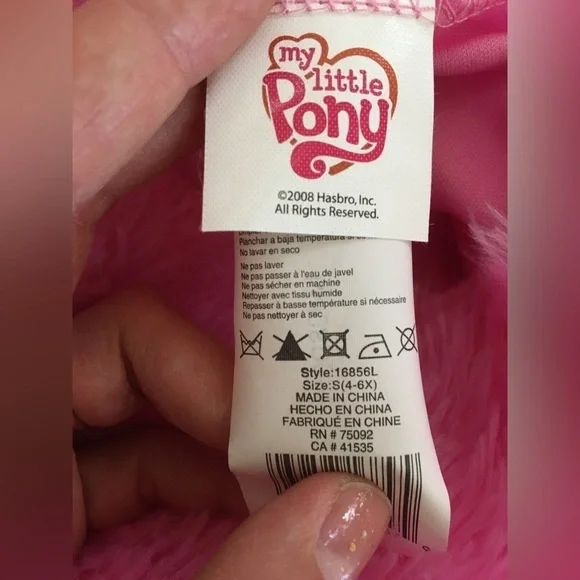 my
little
Pony
©2008 Hasbro, Inc.
All Rights Reserved.
Planchar a baja temperatura si
No lavar en seco
Ne pas laver
Ne pas passer à l'eau de javel
Ne pas sécher en machine
Nettoyer avec tissu humide
Repasser à basse température si nécessaire
Ne pas nettoyer à sec
Style:16856L
Size:S(4-6X)
MADE IN CHINA
HECHO EN CHINA
FABRIQUÉ EN CHINE
RN # 75092
CA # 41535